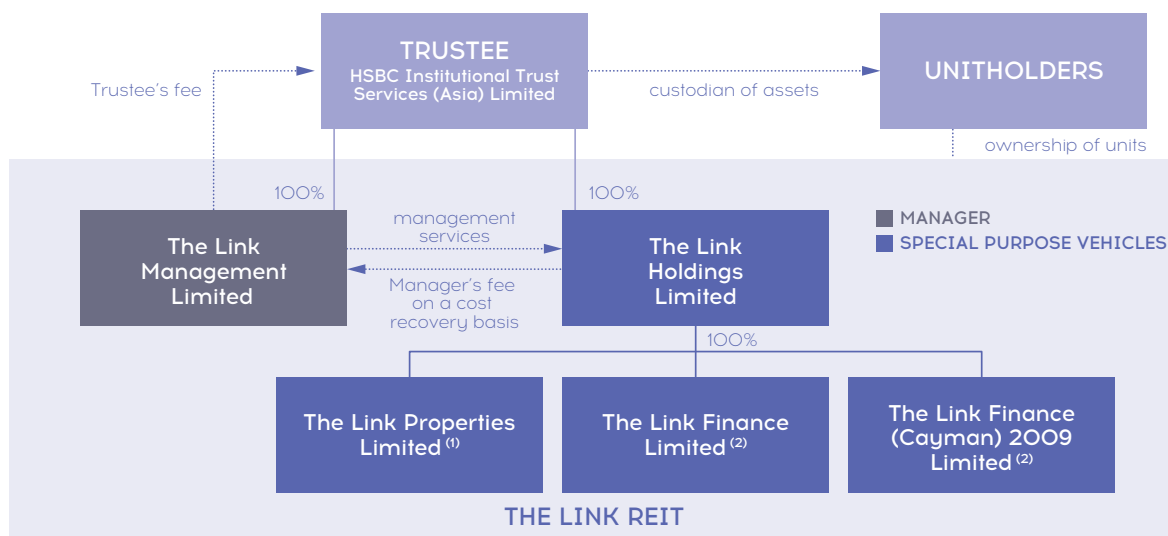 TRUSTEE
HSBC Institutional Trust
Services (Asia) Limited
UNITHOLDERS
Trustee's fee
custodian of assets
ownership of units
100%
100%
The Link
Management
Limited
management
services
Manager's fee
on a cost
recovery basis
The Link
Holdings
Limited
MANAGER
SPECIAL PURPOSE VEHICLES
100%
The Link Properties
Limited (1)
The Link Finance
Limited (2)
The Link Finance
(Cayman) 2009
Limited (2)
THE LINK REIT